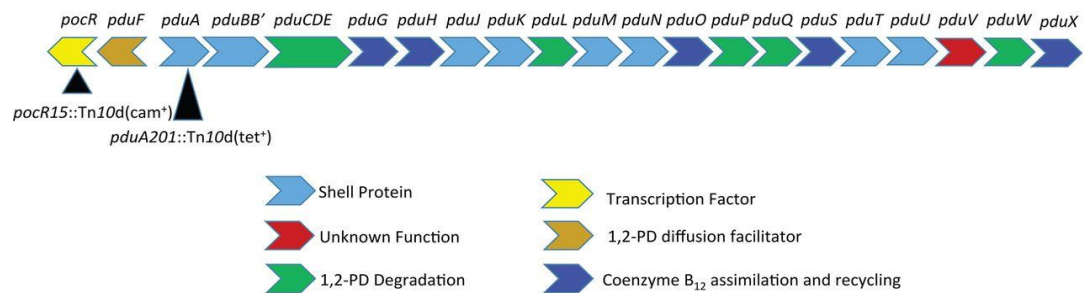 pocR pduF pduA pduBB' pduCDE pduG pduH pduJ pduK pduL pduM pduN pduO pduP pduQ pduS pduT pduU pduV pduW pduX
pocR15::Tn10d(cam⁺)
pduA201::Tn10d(tet⁺)
Shell Protein
Transcription Factor
Unknown Function
1,2-PD diffusion facilitator
1,2-PD Degradation
Coenzyme B₁₂ assimilation and recycling